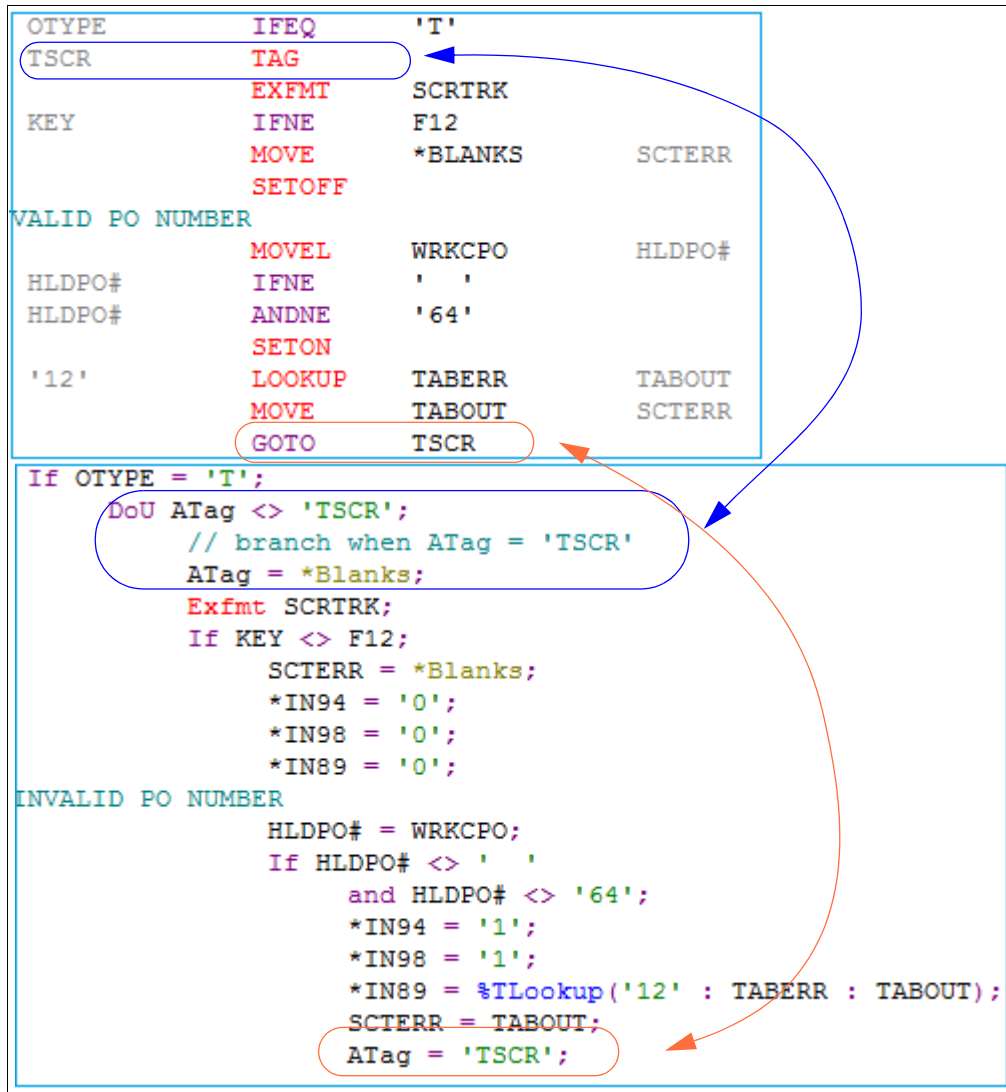 OTYPE IFEQ 'T'
TSCR TAG
EXFMT SCRTRK
KEY IFNE F12
MOVE *BLANKS SCTERR
SETOFF
VALID PO NUMBER
MOVEL WRKCPO HLDPO#
HLDPO# IFNE '  '
HLDPO# ANDNE '64'
SETON
'12' LOOKUP TABERR TABOUT
MOVE TABOUT SCTERR
GOTO TSCR
If OTYPE = 'T';
DoU ATag <> 'TSCR';
// branch when ATag = 'TSCR'
ATag = *Blanks;
Exfmt SCRTRK;
If KEY <> F12;
SCTERR = *Blanks;
*IN94 = '0';
*IN98 = '0';
*IN89 = '0';
INVALID PO NUMBER
HLDPO# = WRKCPO;
If HLDPO# <> '  '
and HLDPO# <> '64';
*IN94 = '1';
*IN98 = '1';
*IN89 = %TLookup('12' : TABERR : TABOUT);
SCTERR = TABOUT;
ATag = 'TSCR';